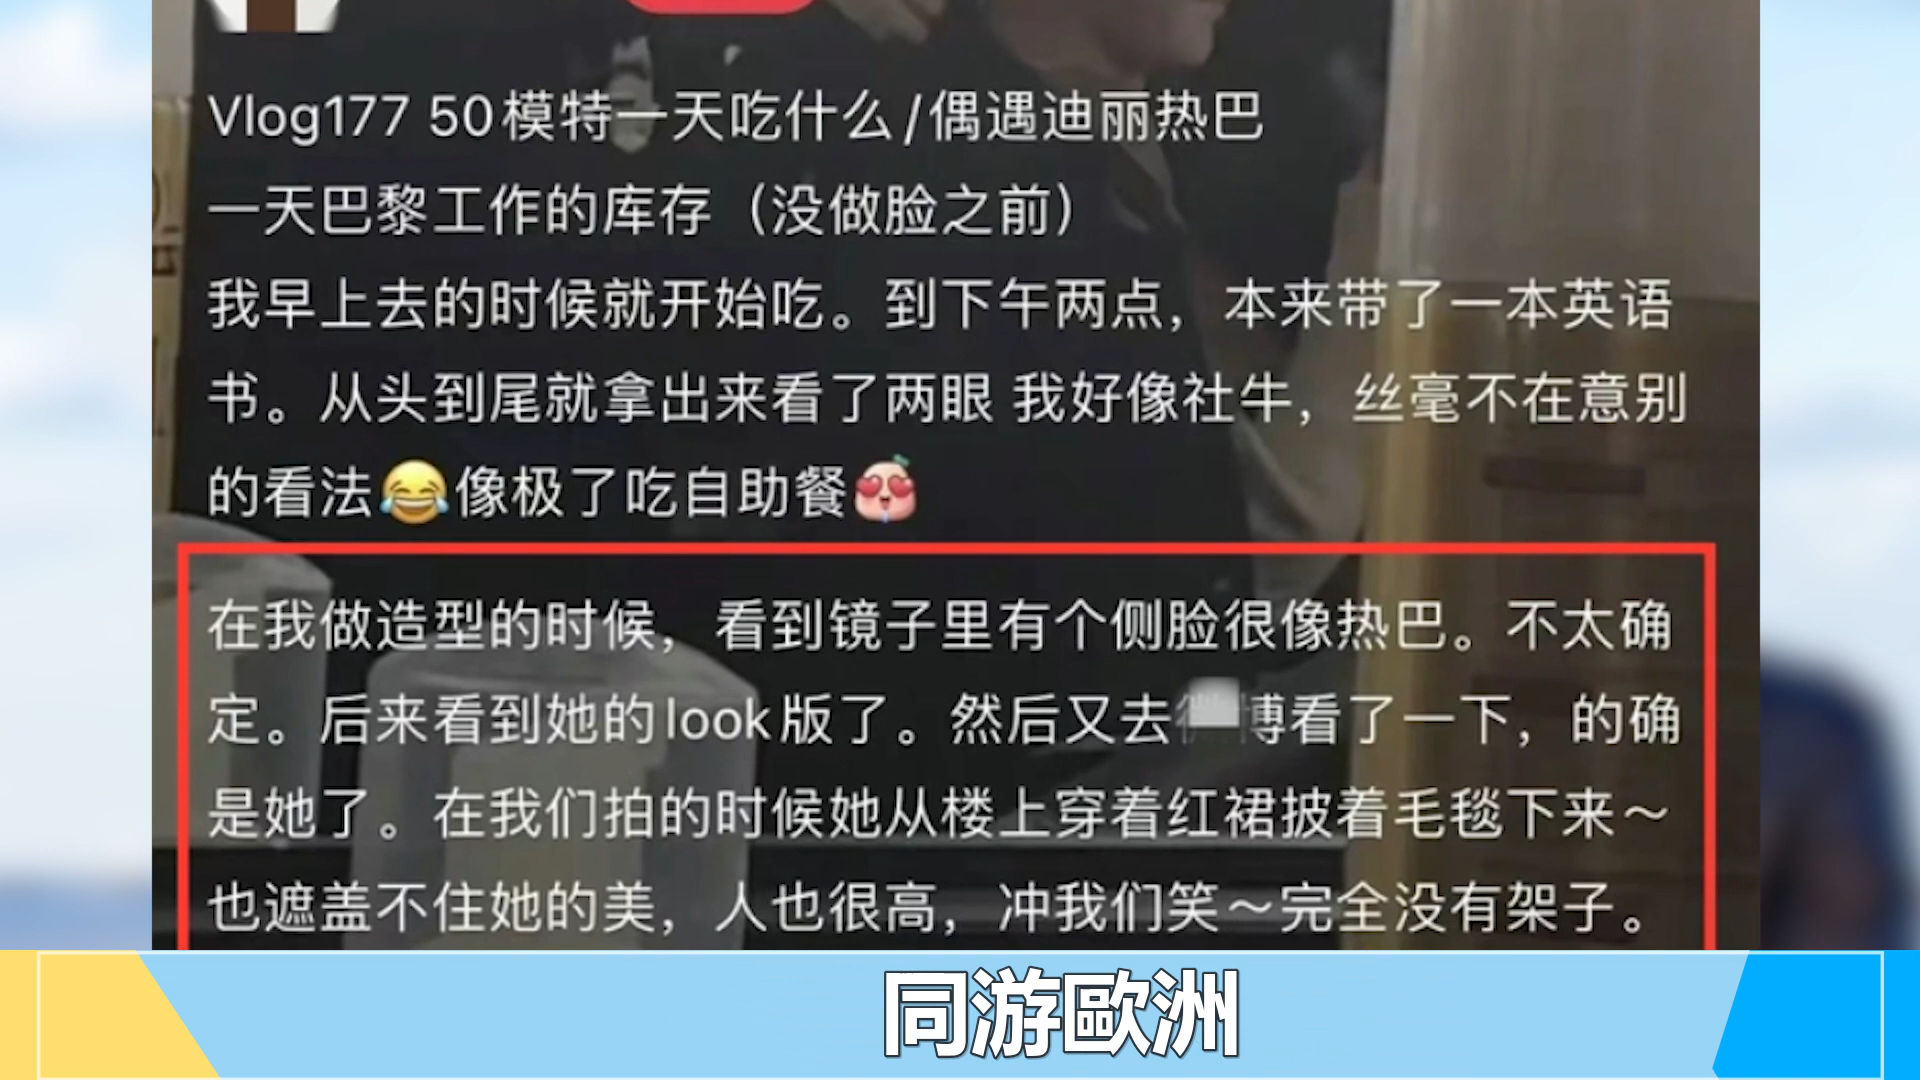 Vlog177 50模特一天吃什么/偶遇迪丽热巴
一天巴黎工作的库存（没做脸之前）
我早上去的时候就开始吃。到下午两点，本来带了一本英语
书。从头到尾就拿出来看了两眼 我好像社牛，丝毫不在意别
的看法😂像极了吃自助餐
在我做造型的时候，看到镜子里有个侧脸很像热巴。不太确
定。后来看到她的look版了。然后又去博看了一下，的确
是她了。在我们拍的时候她从楼上穿着红裙披着毛毯下来～
也遮盖不住她的美，人也很高，冲我们笑～完全没有架子。
同游歐洲